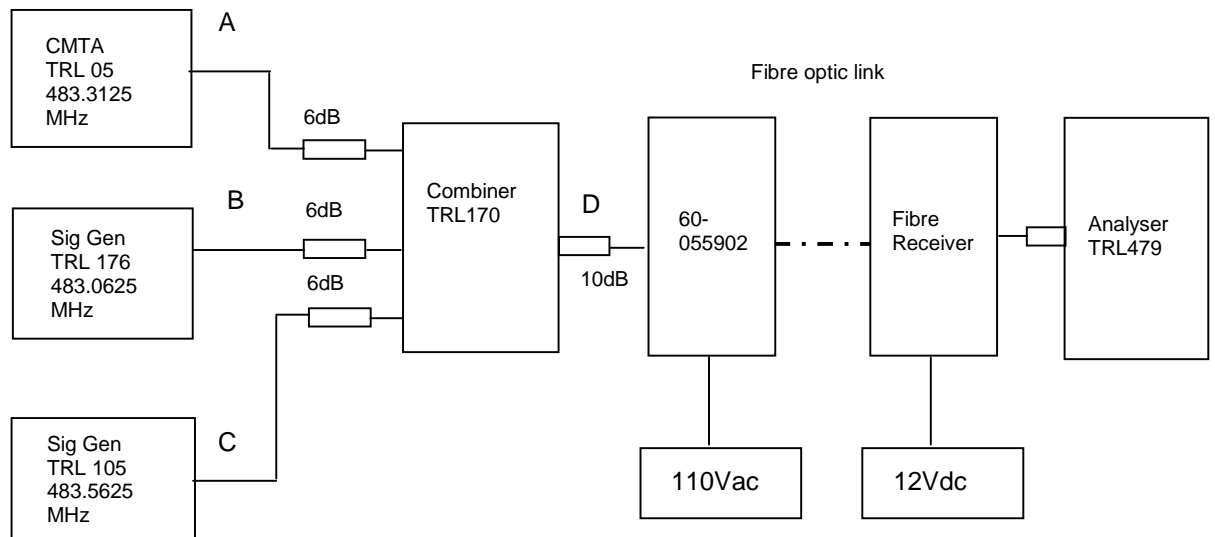 A
CMTA
TRL 05
483.3125
MHz
6dB
Fibre optic link
B
Sig Gen
TRL 176
483.0625
MHz
6dB
6dB
Combiner
TRL170
D
10dB
60-
055902
Fibre
Receiver
Analyser
TRL479
C
Sig Gen
TRL 105
483.5625
MHz
110Vac
12Vdc